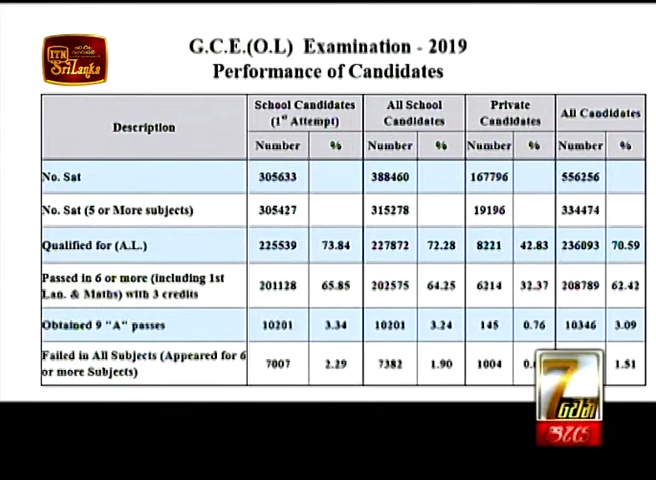 G.C.E.(O.L) Examination - 2019
Performance of Candidates
ITN
Sri Lanka
Description School Candidates (1st Attempt) All School Candidates Private Candidates All Candidates
Number % Number % Number % Number %
No. Sat 305633 388460 167796 556256
No. Sat (5 or More subjects) 305427 315278 19196 334474
Qualified for (A.L.) 225539 73.84 227872 72.28 8221 42.83 236093 70.59
Passed in 6 or more (including 1st Lan. & Maths) with 3 credits 201128 65.85 202575 64.25 6214 32.37 208789 62.42
Obtained 9 "A" passes 10201 3.34 10201 3.24 145 0.76 10346 3.09
Failed in All Subjects (Appeared for 6 or more Subjects) 7007 2.29 7382 1.90 1004 1.51
7